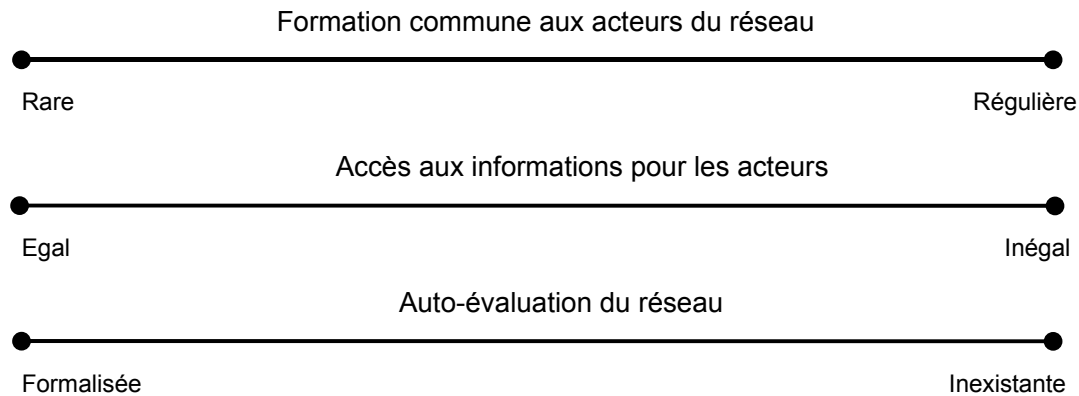 Formation commune aux acteurs du réseau
Rare Régulière
Accès aux informations pour les acteurs
Egal Inégal
Auto-évaluation du réseau
Formalisée Inexistante